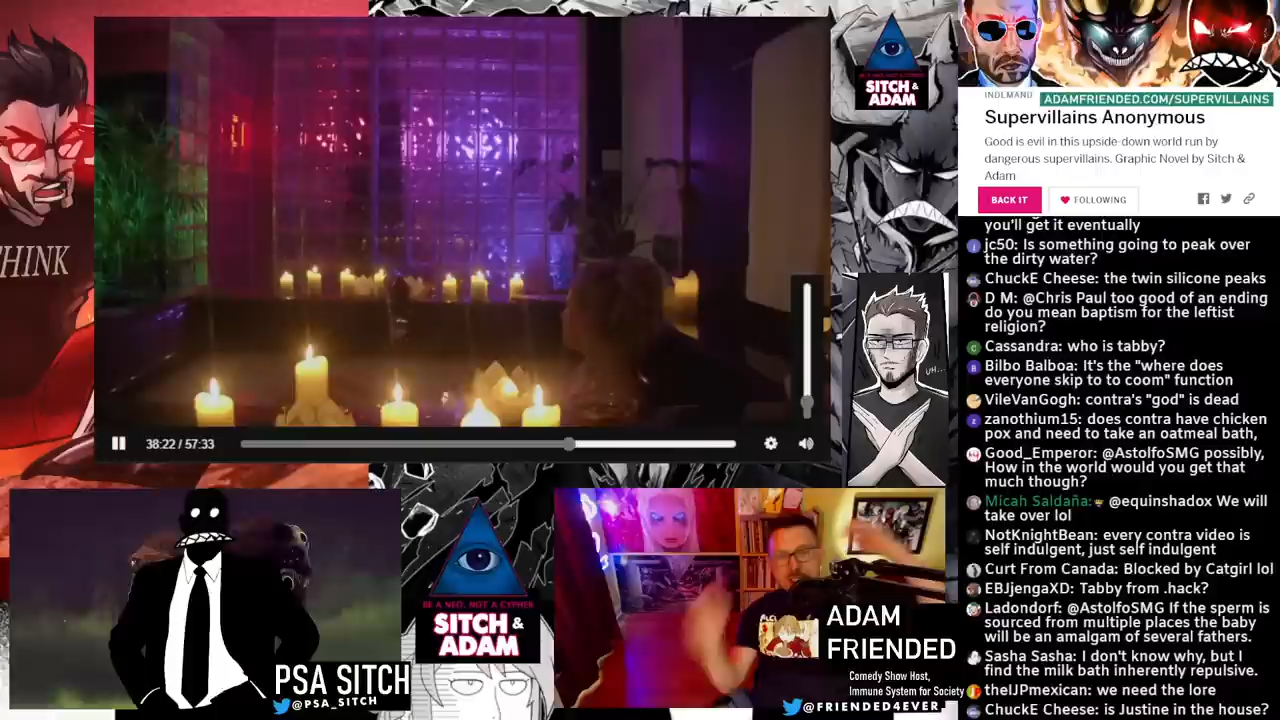 THINK
38:22 / 57:33
BE A NEO, NOT A CYPHER
SITCH &
ADAM
UH..
BE A NEO, NOT A CYPHER
SITCH &
ADAM
PSA SITCH
@PSA_SITCH
ADAM
FRIENDED
Comedy Show Host,
mmune System for Society
@FRIENDED4EVER
ADAMFRIENDED.COM/SUPERVILLAINS
Supervillains Anonymous
Good is evil in this upside-down world run by
dangerous supervillains. Graphic Novel by Sitch &
Adam
BACK IT
FOLLOWING
you'll get it eventually
jc50: Is something going to peak over
the dirty water?
ChuckE Cheese: the twin silicone peaks
D M: @Chris Paul too good of an ending
do you mean baptism for the leftist
religion?
Cassandra: who is tabby?
Bilbo Balboa: It's the "where does
everyone skip to to coom" function
VileVanGogh: contra's "god" is dead
zanothium15: does contra have chicken
pox and need to take an oatmeal bath,
Good_Emperor: @AstolfoSMG possibly,
How in the world would you get that
much though?
Micah Saldaña: @equinshadox We will
take over lol
NotKnightBean: every contra video is
self indulgent, just self indulgent
Curt From Canada: Blocked by Catgirl lol
EBJjengaXD: Tabby from .hack?
Ladondorf: @AstolfoSMG If the sperm is
sourced from multiple places the baby
will be an amalgam of several fathers.
Sasha Sasha: I don't know why, but I
find the milk bath inherently repulsive.
theIJPmexican: we need the lore
ChuckE Cheese: is Justine in the house?